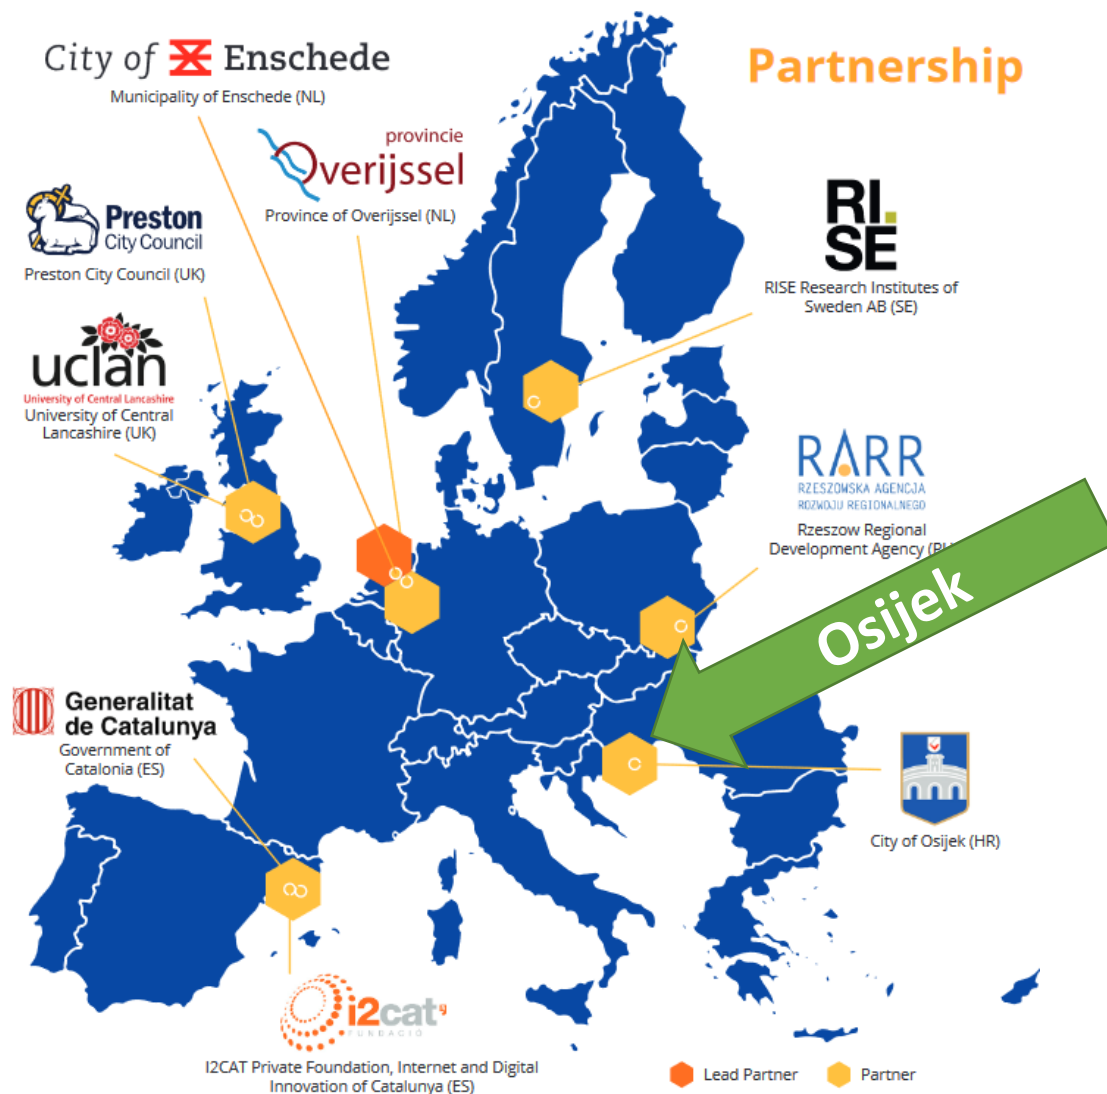 City of Enschede
Municipality of Enschede (NL)
Partnership
provincie
Overijssel
Province of Overijssel (NL)
Preston
City Council
Preston City Council (UK)
RI.
SE
RISE Research Institutes of
Sweden AB (SE)
uclan
University of Central Lancashire
University of Central
Lancashire (UK)
RARR
RZESZOWSKA AGENCJA
ROZWOJU REGIONALNEGO
Rzeszow Regional
Development Agency
Osijek
Generalitat
de Catalunya
Government of
Catalonia (ES)
City of Osijek (HR)
i2cat
FUNDACIÓ
I2CAT Private Foundation, Internet and Digital
Innovation of Catalunya (ES)
Lead Partner
Partner